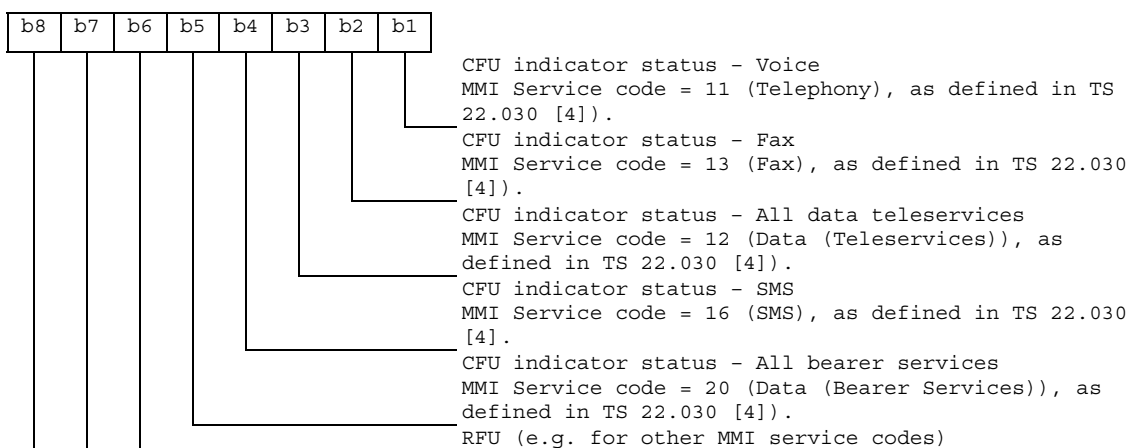 b8 b7 b6 b5 b4 b3 b2 b1
CFU indicator status – Voice
MMI Service code = 11 (Telephony), as defined in TS
22.030 [4]).
CFU indicator status – Fax
MMI Service code = 13 (Fax), as defined in TS 22.030
[4]).
CFU indicator status – All data teleservices
MMI Service code = 12 (Data (Teleservices)), as
defined in TS 22.030 [4]).
CFU indicator status – SMS
MMI Service code = 16 (SMS), as defined in TS 22.030
[4].
CFU indicator status – All bearer services
MMI Service code = 20 (Data (Bearer Services)), as
defined in TS 22.030 [4]).
RFU (e.g. for other MMI service codes)